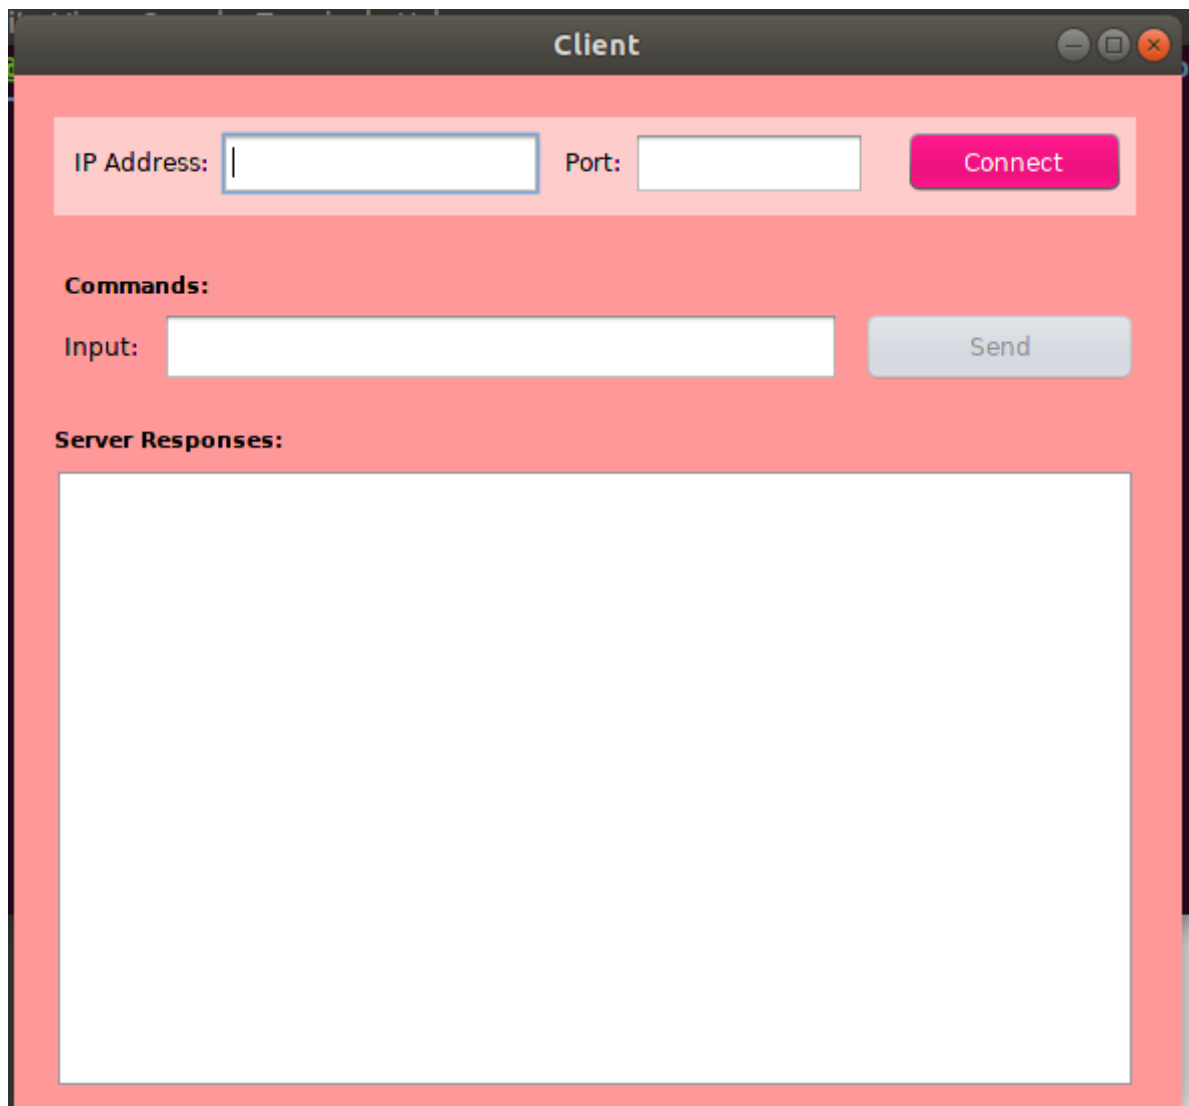 Client
IP Address: Port: Connect
Commands:
Input: Send
Server Responses: